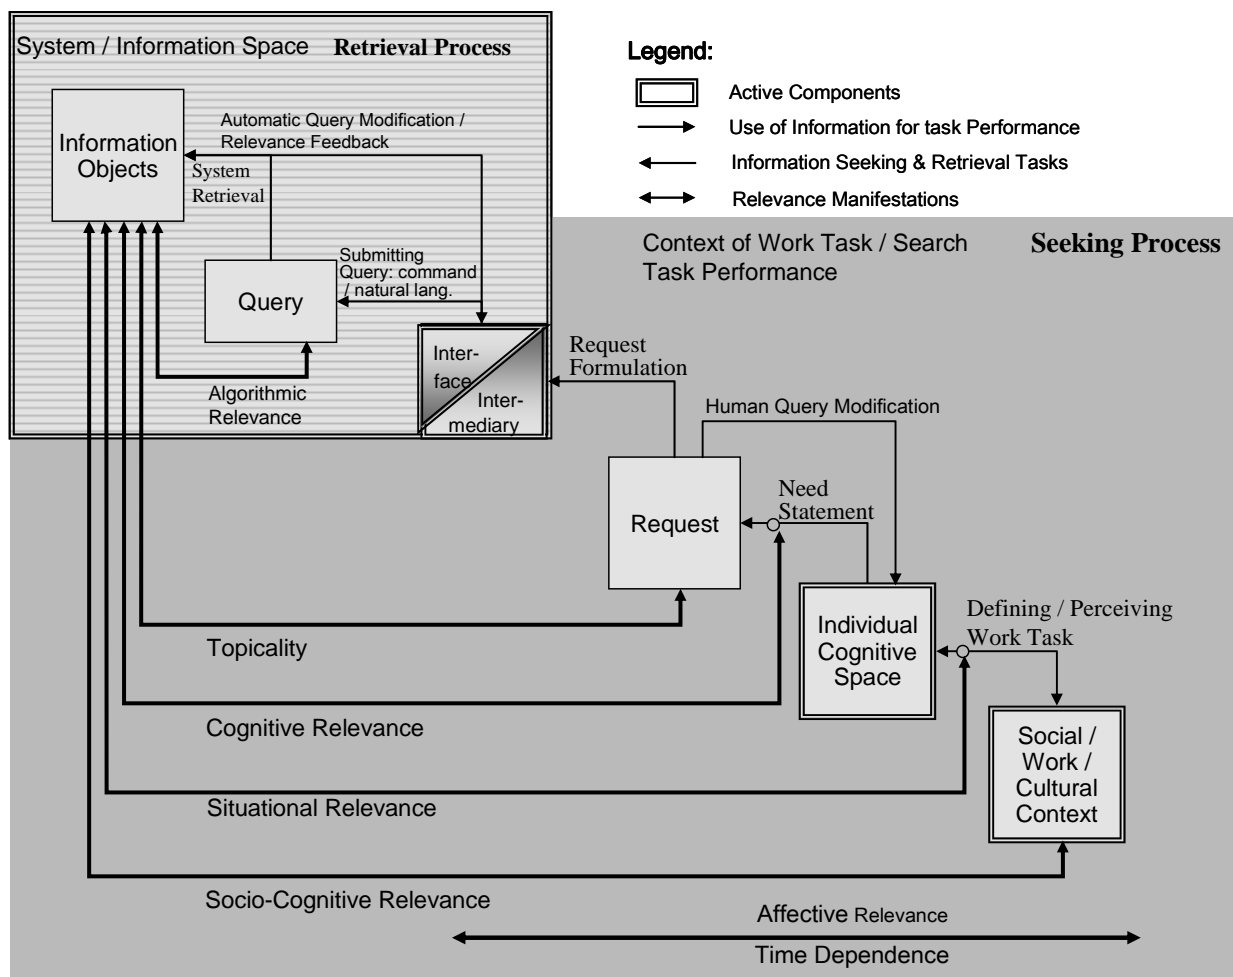 System / Information Space Retrieval Process
Legend:
Active Components
Use of Information for task Performance
Information Seeking & Retrieval Tasks
Relevance Manifestations
Information
Objects
Automatic Query Modification /
Relevance Feedback
System
Retrieval
Submitting
Query: command
/ natural lang.
Query
Algorithmic
Relevance
Inter-
face
Inter-
mediary
Context of Work Task / Search
Task Performance
Seeking Process
Request
Formulation
Human Query Modification
Request
Need
Statement
Individual
Cognitive
Space
Defining / Perceiving
Work Task
Social /
Work /
Cultural
Context
Topicality
Cognitive Relevance
Situational Relevance
Socio-Cognitive Relevance
Affective Relevance
Time Dependence